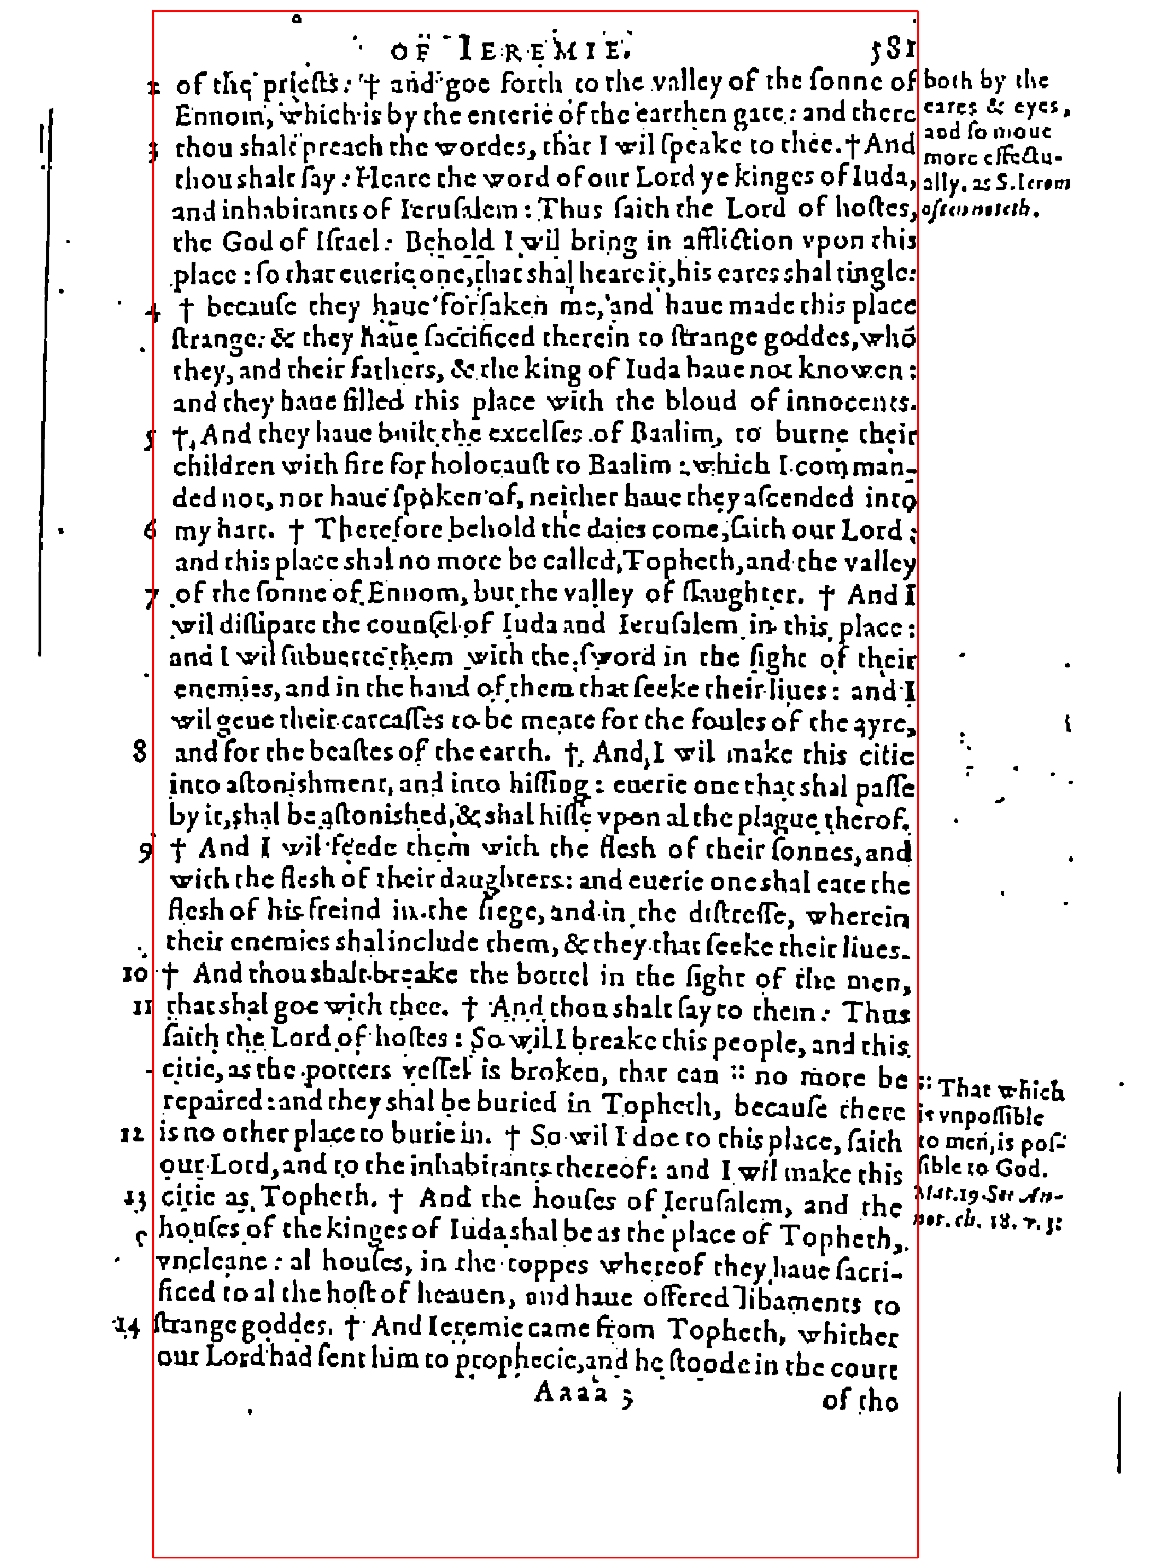 OF IEREMIE. 581
2 of the priests: † and goe forth to the valley of the ſonne of
Ennom, which is by the enterie of the earthen gate: and there
3 thou shalt preach the wordes, that I wil ſpeake to thee. † And
thou shalt ſay: Heare the word of our Lord ye kinges of Iuda,
and inhabitants of Ieruſalem: Thus ſaith the Lord of hoſtes,
the God of Iſrael: Behold I wil bring in affliction vpon this
place: ſo that euerie one, that shal heare it, his eares shal tingle:
4 † becauſe they haue forſaken me, and haue made this place
ſtrange: & they haue ſacrificed therein to ſtrange goddes, whō
they, and their fathers, & the king of Iuda haue not knowen:
and they haue filled this place with the bloud of innocents.
5 † And they haue built the excelſes of Baalim, to burne their
children with fire for holocauſt to Baalim: which I comman-
ded not, nor haue ſpoken of, neither haue they aſcended into
6 my hart. † Therefore behold the daies come, ſaith our Lord:
and this place shal no more be called, Topheth, and the valley
7 of the ſonne of Ennom, but the valley of ſlaughter. † And I
wil diſſipate the counſel of Iuda and Ieruſalem in this place:
and I wil ſubuerte them with the ſword in the ſight of their
enemies, and in the hand of them that ſeeke their liues: and I
wil geue their carcaſſes to be meate for the foules of the ayre,
8 and for the beaſtes of the earth. † And I wil make this citie
into aſtonishment, and into hiſſing: euerie one that shal paſſe
by it, shal be aſtonished, & shal hiſſe vpon al the plague therof.
9 † And I wil feede them with the flesh of their ſonnes, and
with the flesh of their daughters: and euerie one shal eate the
flesh of his freind in the ſiege, and in the diſtreſſe, wherein
their enemies shal include them, & they that ſeeke their liues.
10 † And thou shalt breake the bottel in the ſight of the men,
11 that shal goe with thee. † And thou shalt ſay to them: Thus
ſaith the Lord of hoſtes: So wil I breake this people, and this
citie, as the potters veſſel is broken, that can :: no more be
repaired: and they shal be buried in Topheth, becauſe there
12 is no other place to burie in. † So wil I doe to this place, ſaith
our Lord, and to the inhabitants thereof: and I wil make this
13 citie as Topheth. † And the houſes of Ieruſalem, and the
houſes of the kinges of Iuda shal be as the place of Topheth,
vncleane: al houſes, in the toppes whereof they haue ſacri-
ficed to al the hoſt of heauen, and haue offered libaments to
14 ſtrange goddes. † And Ieremie came from Topheth, whither
our Lord had ſent him to prophecie, and he ſtoode in the court
Aaaa 3 of tho
both by the
eares & eyes,
and ſo moue
more effectu-
ally. as S. Ierom
often noteth.
:: That which
is vnpoſſible
to men, is poſ-
ſible to God.
Mat. 19. See An-
not. ch. 18. v. 3: